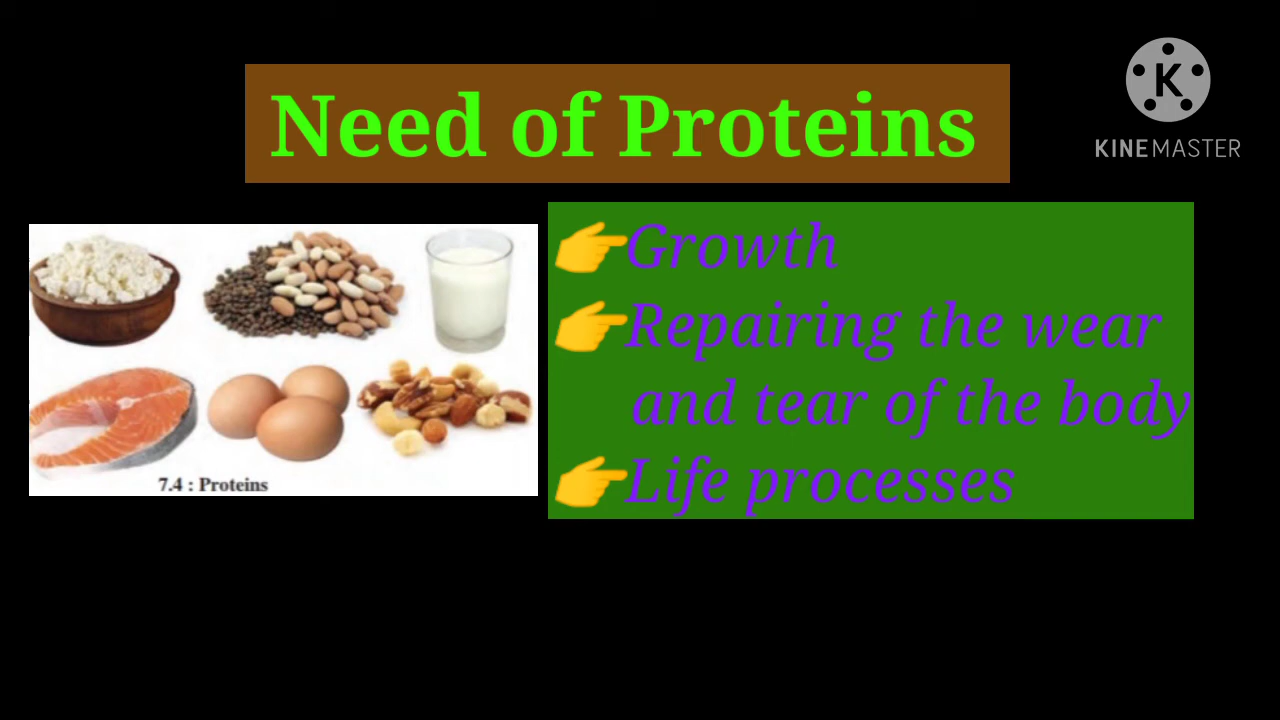 Need of Proteins
KINEMASTER
👉Growth
👉Repairing the wear
and tear of the body
👉Life processes
7.4 : Proteins